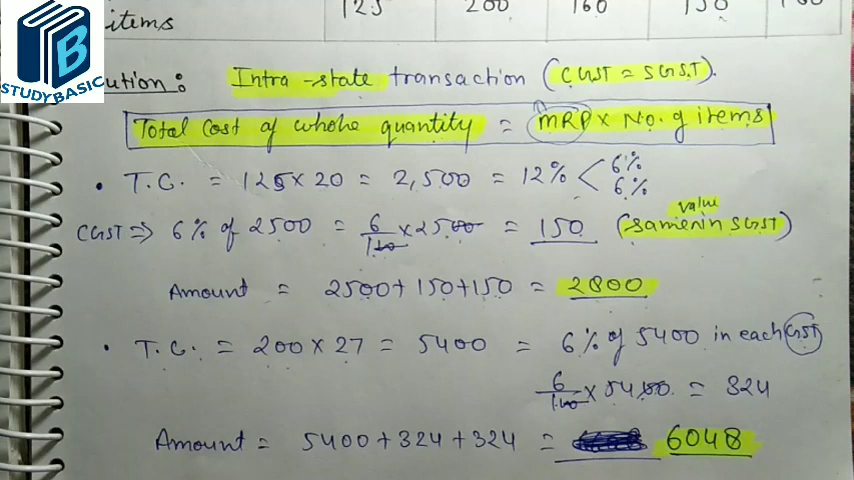 items 125 200 160 150
B
STUDYBASIC
ution: Intra-state transaction (CGST = SGST).
Total Cost of whole quantity = MRP x No. of items
• T.C. = 125 x 20 = 2,500 = 12% < 6%
6%
value
CGST ⇒ 6% of 2500 = 6/100 x 2500 = 150 (same in SGST)
Amount = 2500 + 150 + 150 = 2800
• T.C. = 200 x 27 = 5400 = 6% of 5400 in each GST
6/100 x 5400 = 324
Amount = 5400 + 324 + 324 = 6048